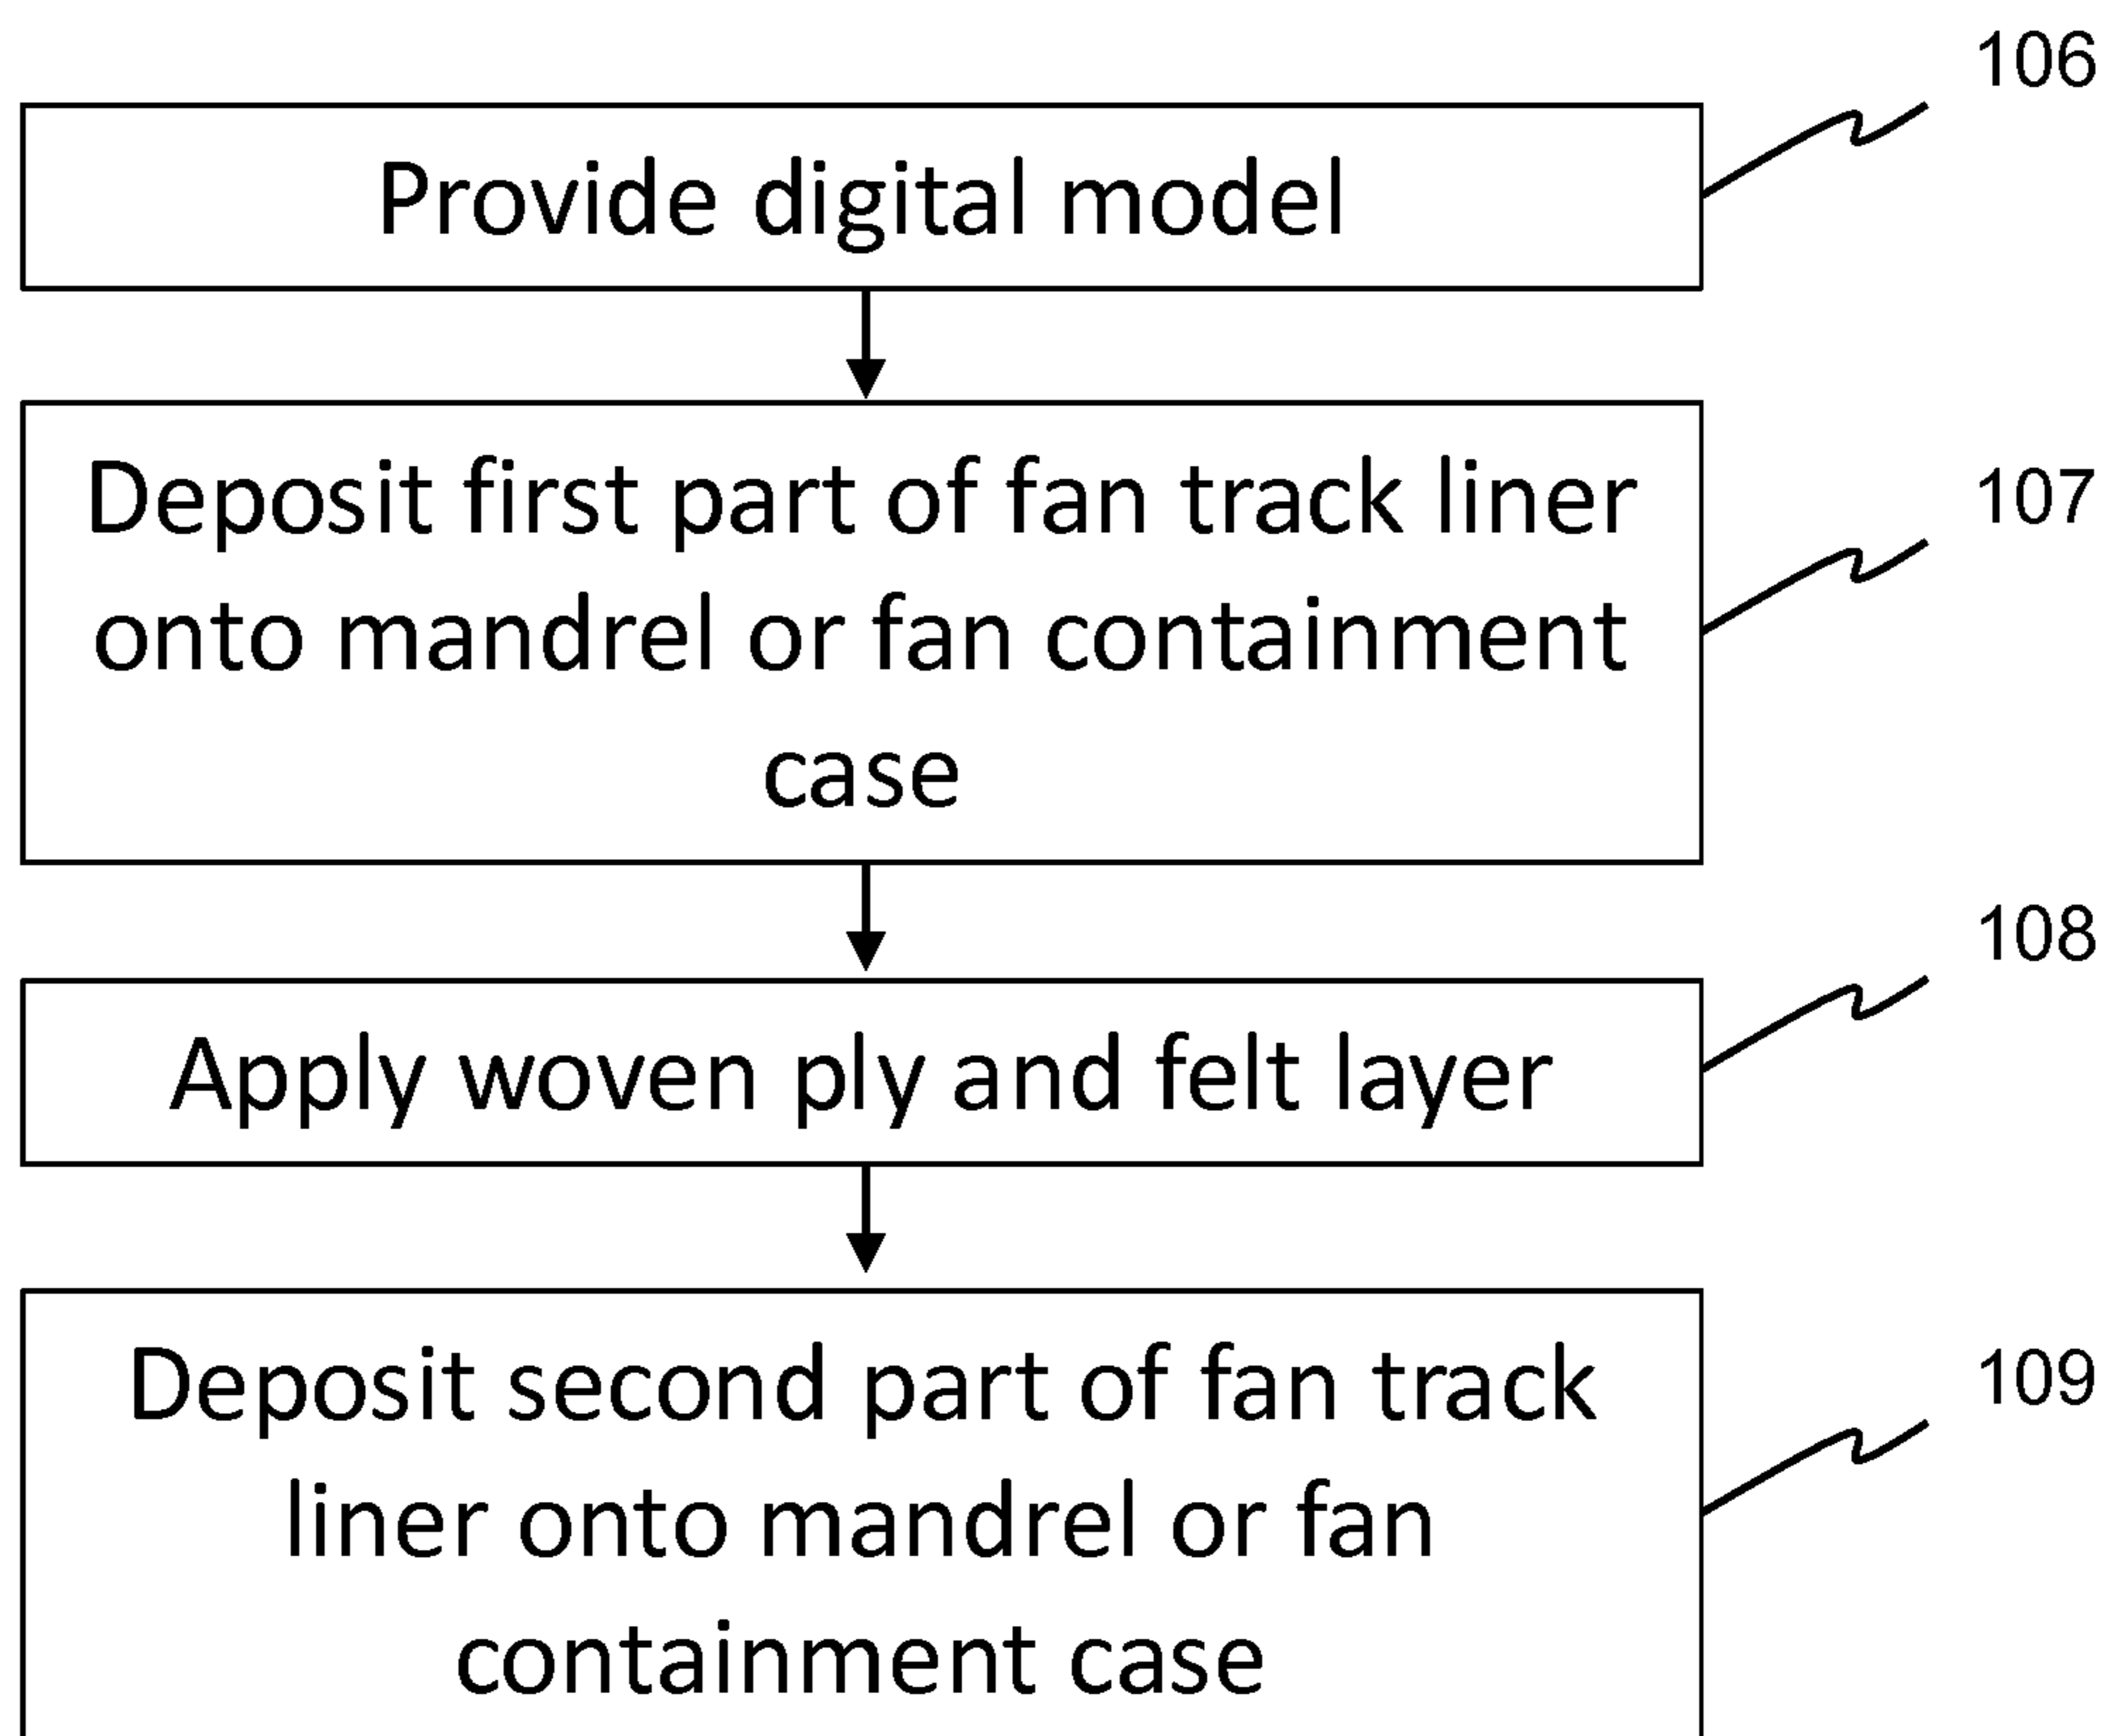 106
Provide digital model
Deposit first part of fan track liner
107
onto mandrel or fan containment
case
108
Apply woven ply and felt layer
109
Deposit second part of fan track
liner onto mandrel or fan
containment case